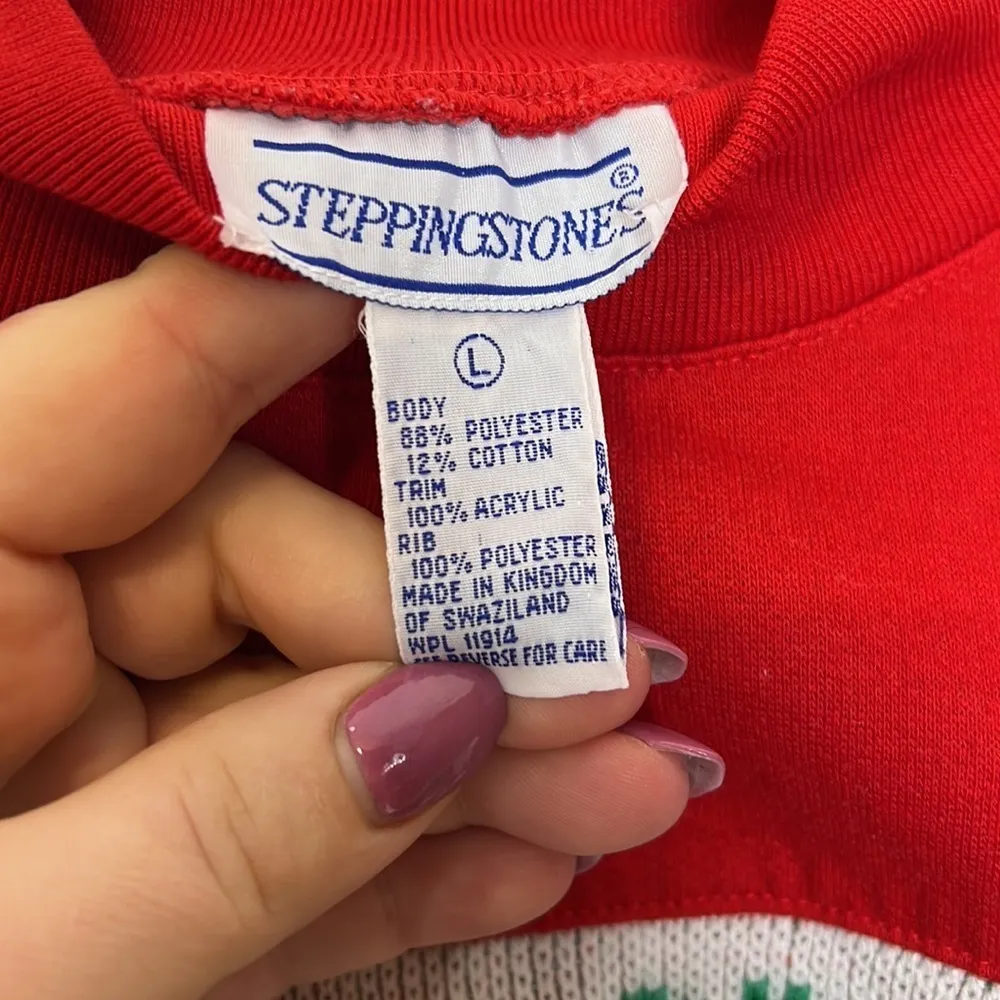 STEPPINGSTONES®
L
BODY
88% POLYESTER
12% COTTON
TRIM
100% ACRYLIC
RIB
100% POLYESTER
MADE IN KINGDOM
OF SWAZILAND
WPL 11914
SEE REVERSE FOR CARE